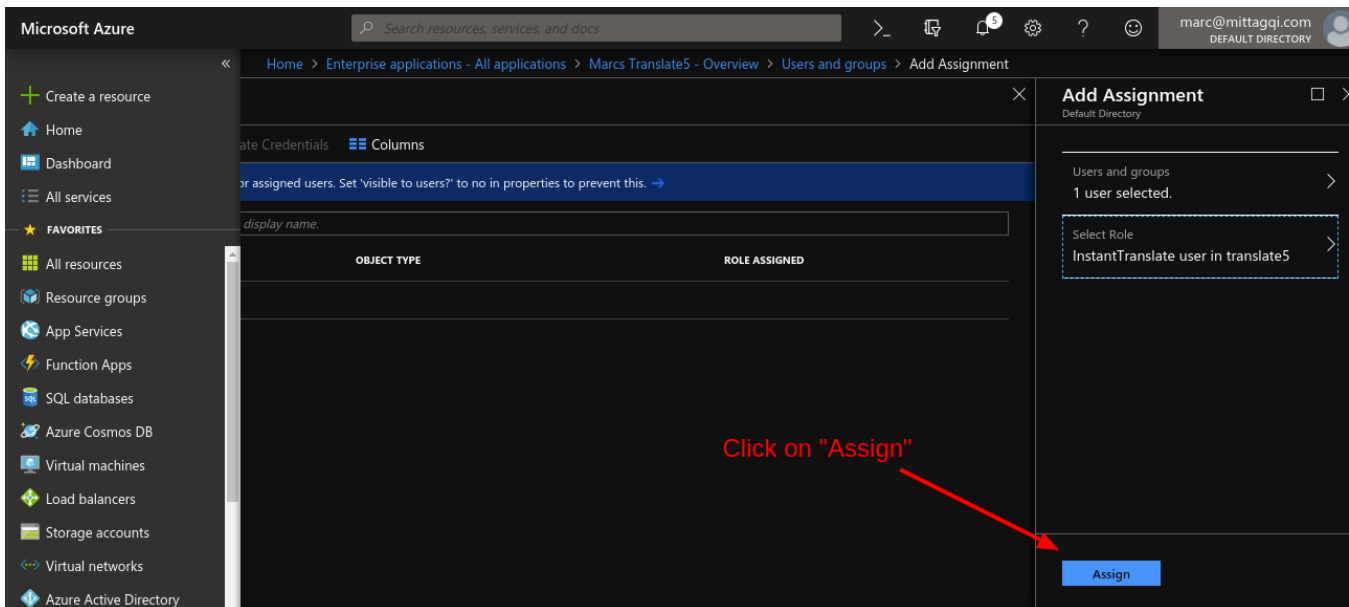 Microsoft Azure
Search resources, services, and docs
5
marc@mittagqi.com
DEFAULT DIRECTORY
Home > Enterprise applications - All applications > Marcs Translate5 - Overview > Users and groups > Add Assignment
Create a resource
Home
Dashboard
All services
FAVORITES
All resources
Resource groups
App Services
Function Apps
SQL databases
Azure Cosmos DB
Virtual machines
Load balancers
Storage accounts
Virtual networks
Azure Active Directory
ate Credentials
Columns
or assigned users. Set 'visible to users?' to no in properties to prevent this.
display name.
OBJECT TYPE
ROLE ASSIGNED
Click on "Assign"
Add Assignment
Default Directory
Users and groups
1 user selected.
Select Role
InstantTranslate user in translate5
Assign